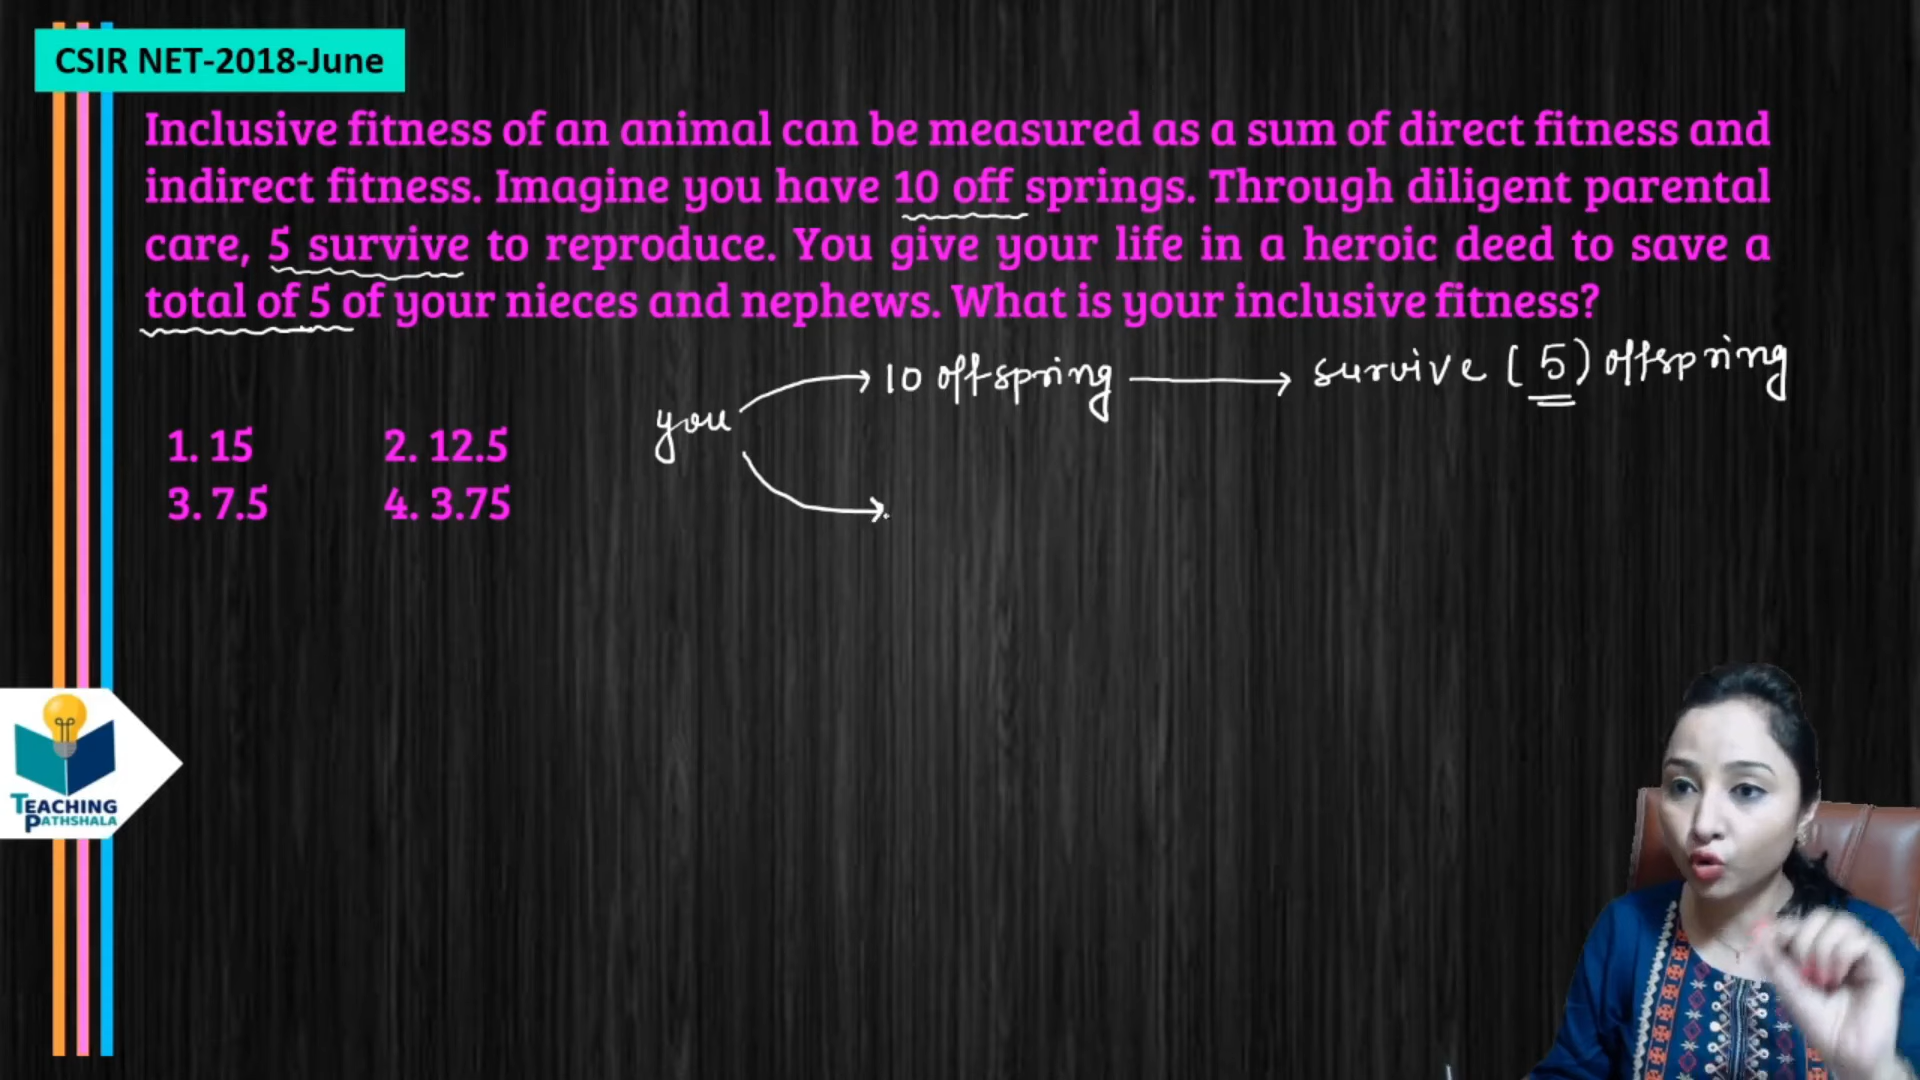 CSIR NET-2018-June
Inclusive fitness of an animal can be measured as a sum of direct fitness and
indirect fitness. Imagine you have 10 off springs. Through diligent parental
care, 5 survive to reproduce. You give your life in a heroic deed to save a
total of 5 of your nieces and nephews. What is your inclusive fitness?
you
10 offspring
survive (5) offspring
1. 15 2. 12.5
3. 7.5 4. 3.75
TEACHING
PATHSHALA